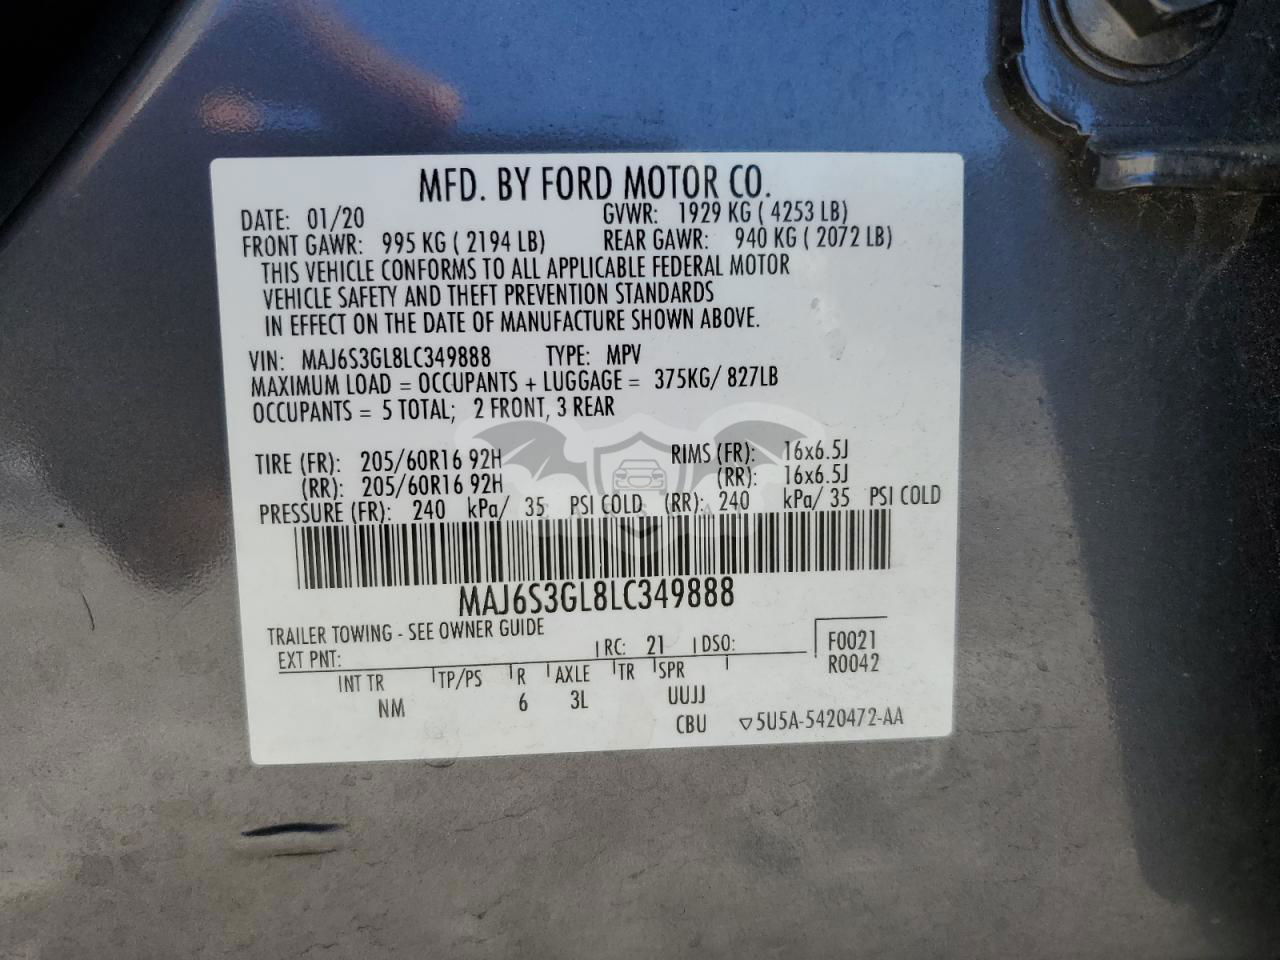 MFD. BY FORD MOTOR CO.
DATE: 01/20 GVWR: 1929 KG ( 4253 LB)
FRONT GAWR: 995 KG ( 2194 LB) REAR GAWR: 940 KG ( 2072 LB)
THIS VEHICLE CONFORMS TO ALL APPLICABLE FEDERAL MOTOR
VEHICLE SAFETY AND THEFT PREVENTION STANDARDS
IN EFFECT ON THE DATE OF MANUFACTURE SHOWN ABOVE.
VIN: MAJ6S3GL8LC349888 TYPE: MPV
MAXIMUM LOAD = OCCUPANTS + LUGGAGE = 375KG/ 827LB
OCCUPANTS = 5 TOTAL; 2 FRONT, 3 REAR
TIRE (FR): 205/60R16 92H RIMS (FR): 16x6.5J
(RR): 205/60R16 92H (RR): 16x6.5J
PRESSURE (FR): 240 kPa/ 35 PSI COLD (RR): 240 kPa/ 35 PSI COLD
MAJ6S3GL8LC349888
TRAILER TOWING - SEE OWNER GUIDE
EXT PNT: RC: 21 DSO: F0021
R0042
INT TR TP/PS R AXLE TR SPR
NM 6 3L UUJJ
CBU ▽5U5A-5420472-AA